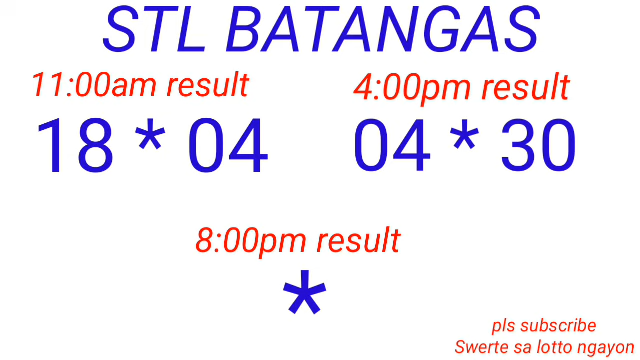 STL BATANGAS
11:00am result
18 * 04
4:00pm result
04 * 30
8:00pm result
*
pls subscribe
Swerte sa lotto ngayon